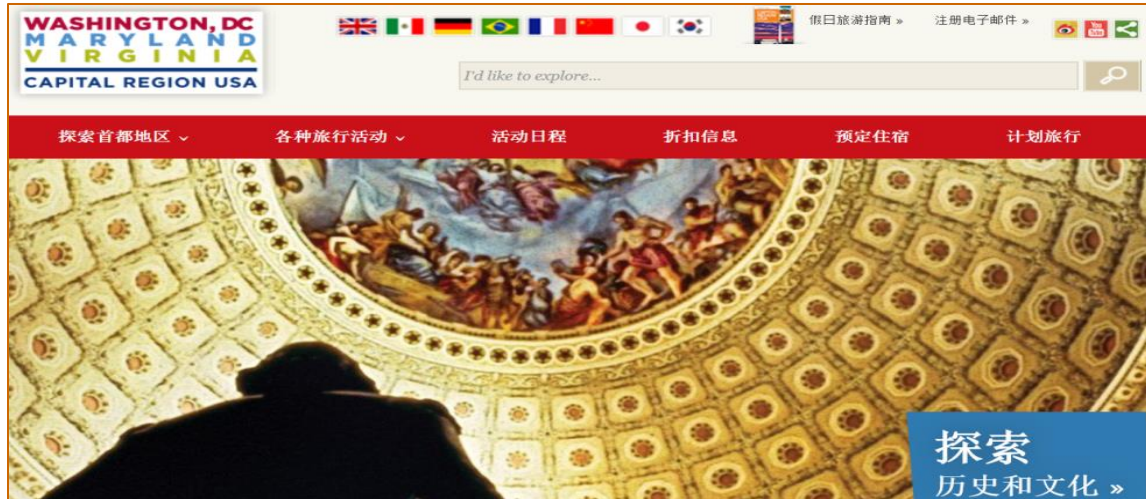 WASHINGTON, DC
MARYLAND
VIRGINIA
CAPITAL REGION USA
假日旅游指南 »
注册电子邮件 »
You Tube
I'd like to explore...
探索首都地区
各种旅行活动
活动日程
折扣信息
预定住宿
计划旅行
探索
历史和文化 »